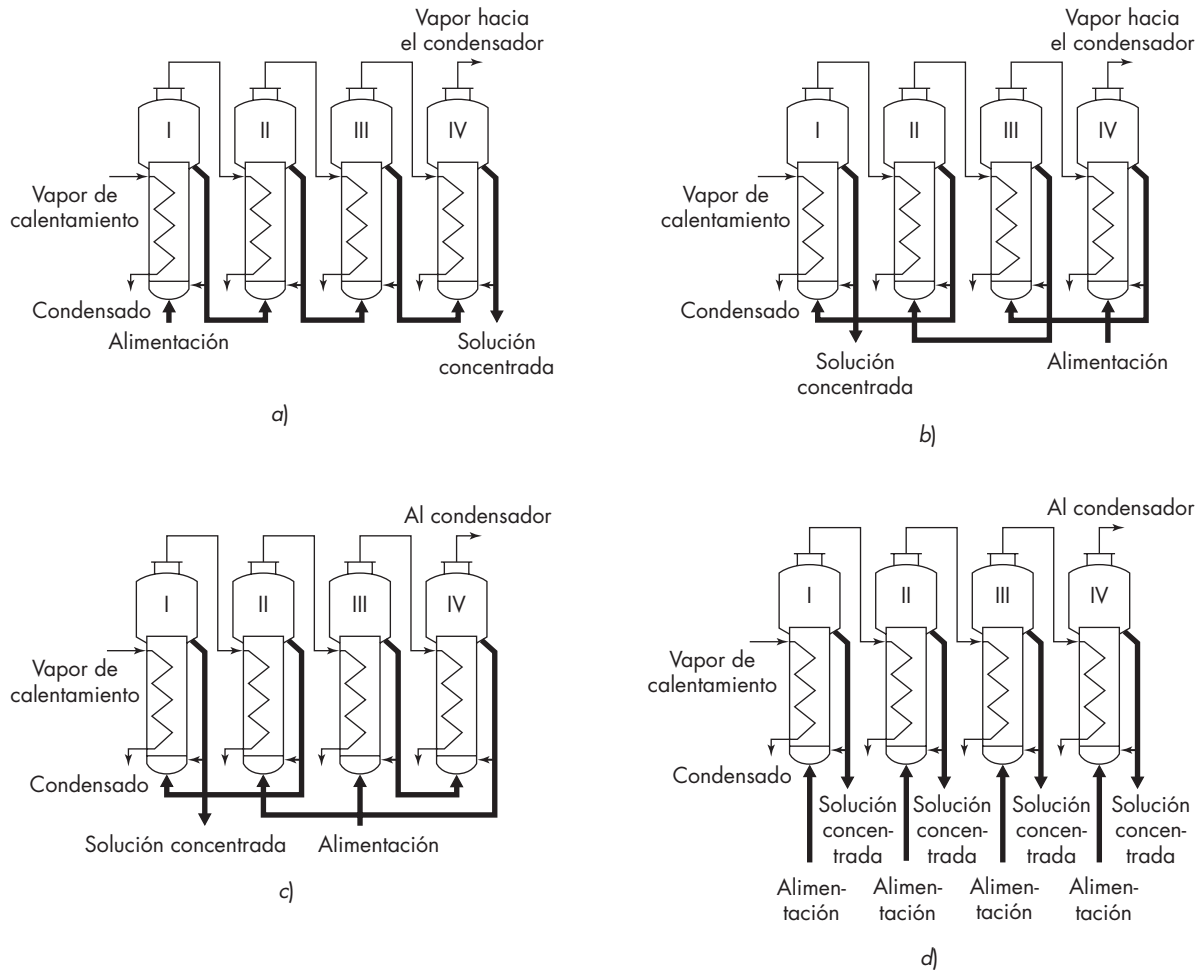 Vapor hacia
el condensador
I
II
III
IV
Vapor de
calentamiento
Condensado
Alimentación
Solución
concentrada
a)
Vapor hacia
el condensador
I
II
III
IV
Vapor de
calentamiento
Condensado
Solución
concentrada
Alimentación
b)
Al condensador
I
II
III
IV
Vapor de
calentamiento
Condensado
Solución concentrada
Alimentación
c)
Al condensador
I
II
III
IV
Vapor de
calentamiento
Condensado
Solución
concen-
trada
Solución
concen-
trada
Solución
concen-
trada
Solución
concen-
trada
Alimen-
tación
Alimen-
tación
Alimen-
tación
Alimen-
tación
d)